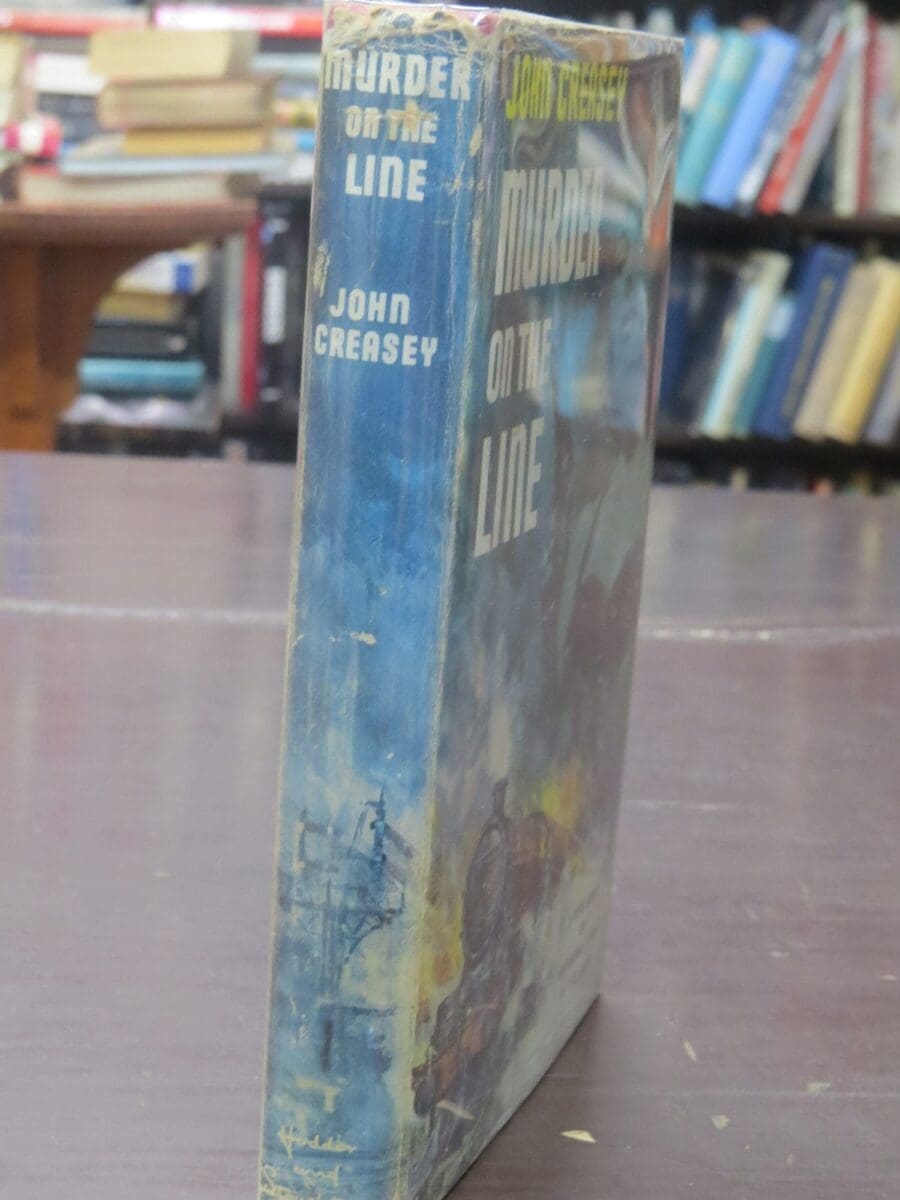 MURDER
ON THE
LINE
JOHN
CREASEY
Hodder
and
JOHN CREASEY
MURDER
ON THE
LINE